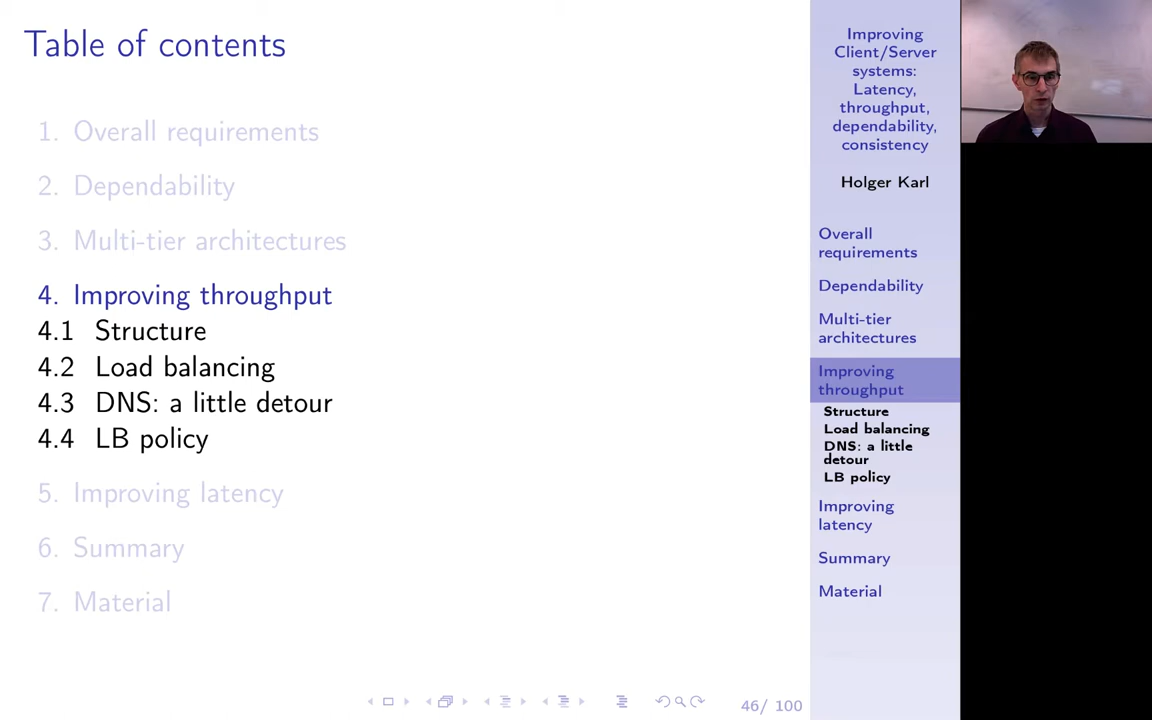 Table of contents
1. Overall requirements
2. Dependability
3. Multi-tier architectures
4. Improving throughput
4.1 Structure
4.2 Load balancing
4.3 DNS: a little detour
4.4 LB policy
5. Improving latency
6. Summary
7. Material
46/ 100
Improving
Client/Server
systems:
Latency,
throughput,
dependability,
consistency
Holger Karl
Overall
requirements
Dependability
Multi-tier
architectures
Improving
throughput
Structure
Load balancing
DNS: a little
detour
LB policy
Improving
latency
Summary
Material